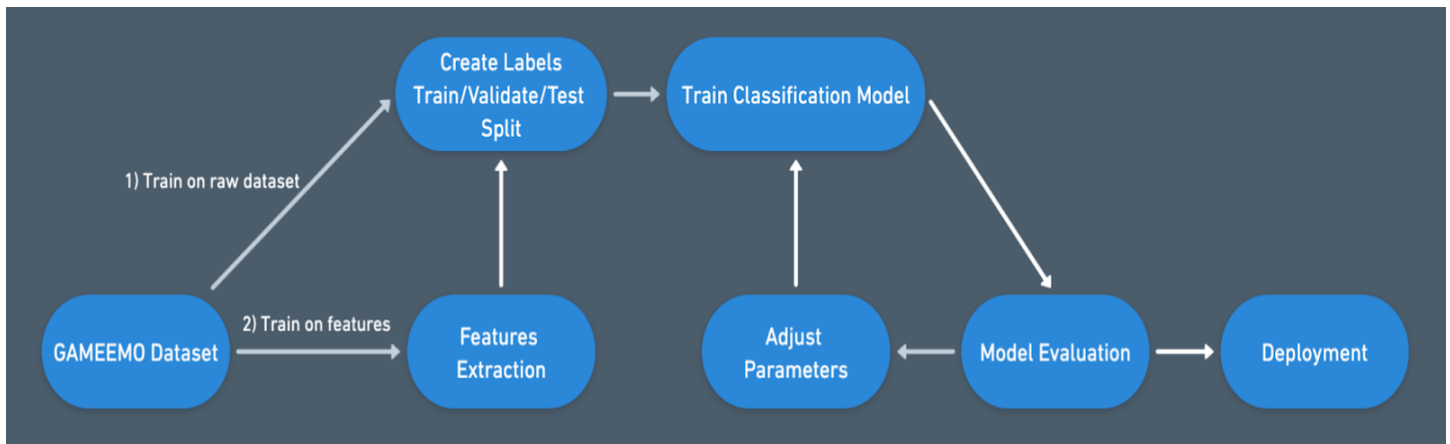 Create Labels
Train/Validate/Test
Split
Train Classification Model
1) Train on raw dataset
2) Train on features
GAMEEMO Dataset
Features
Extraction
Adjust
Parameters
Model Evaluation
Deployment